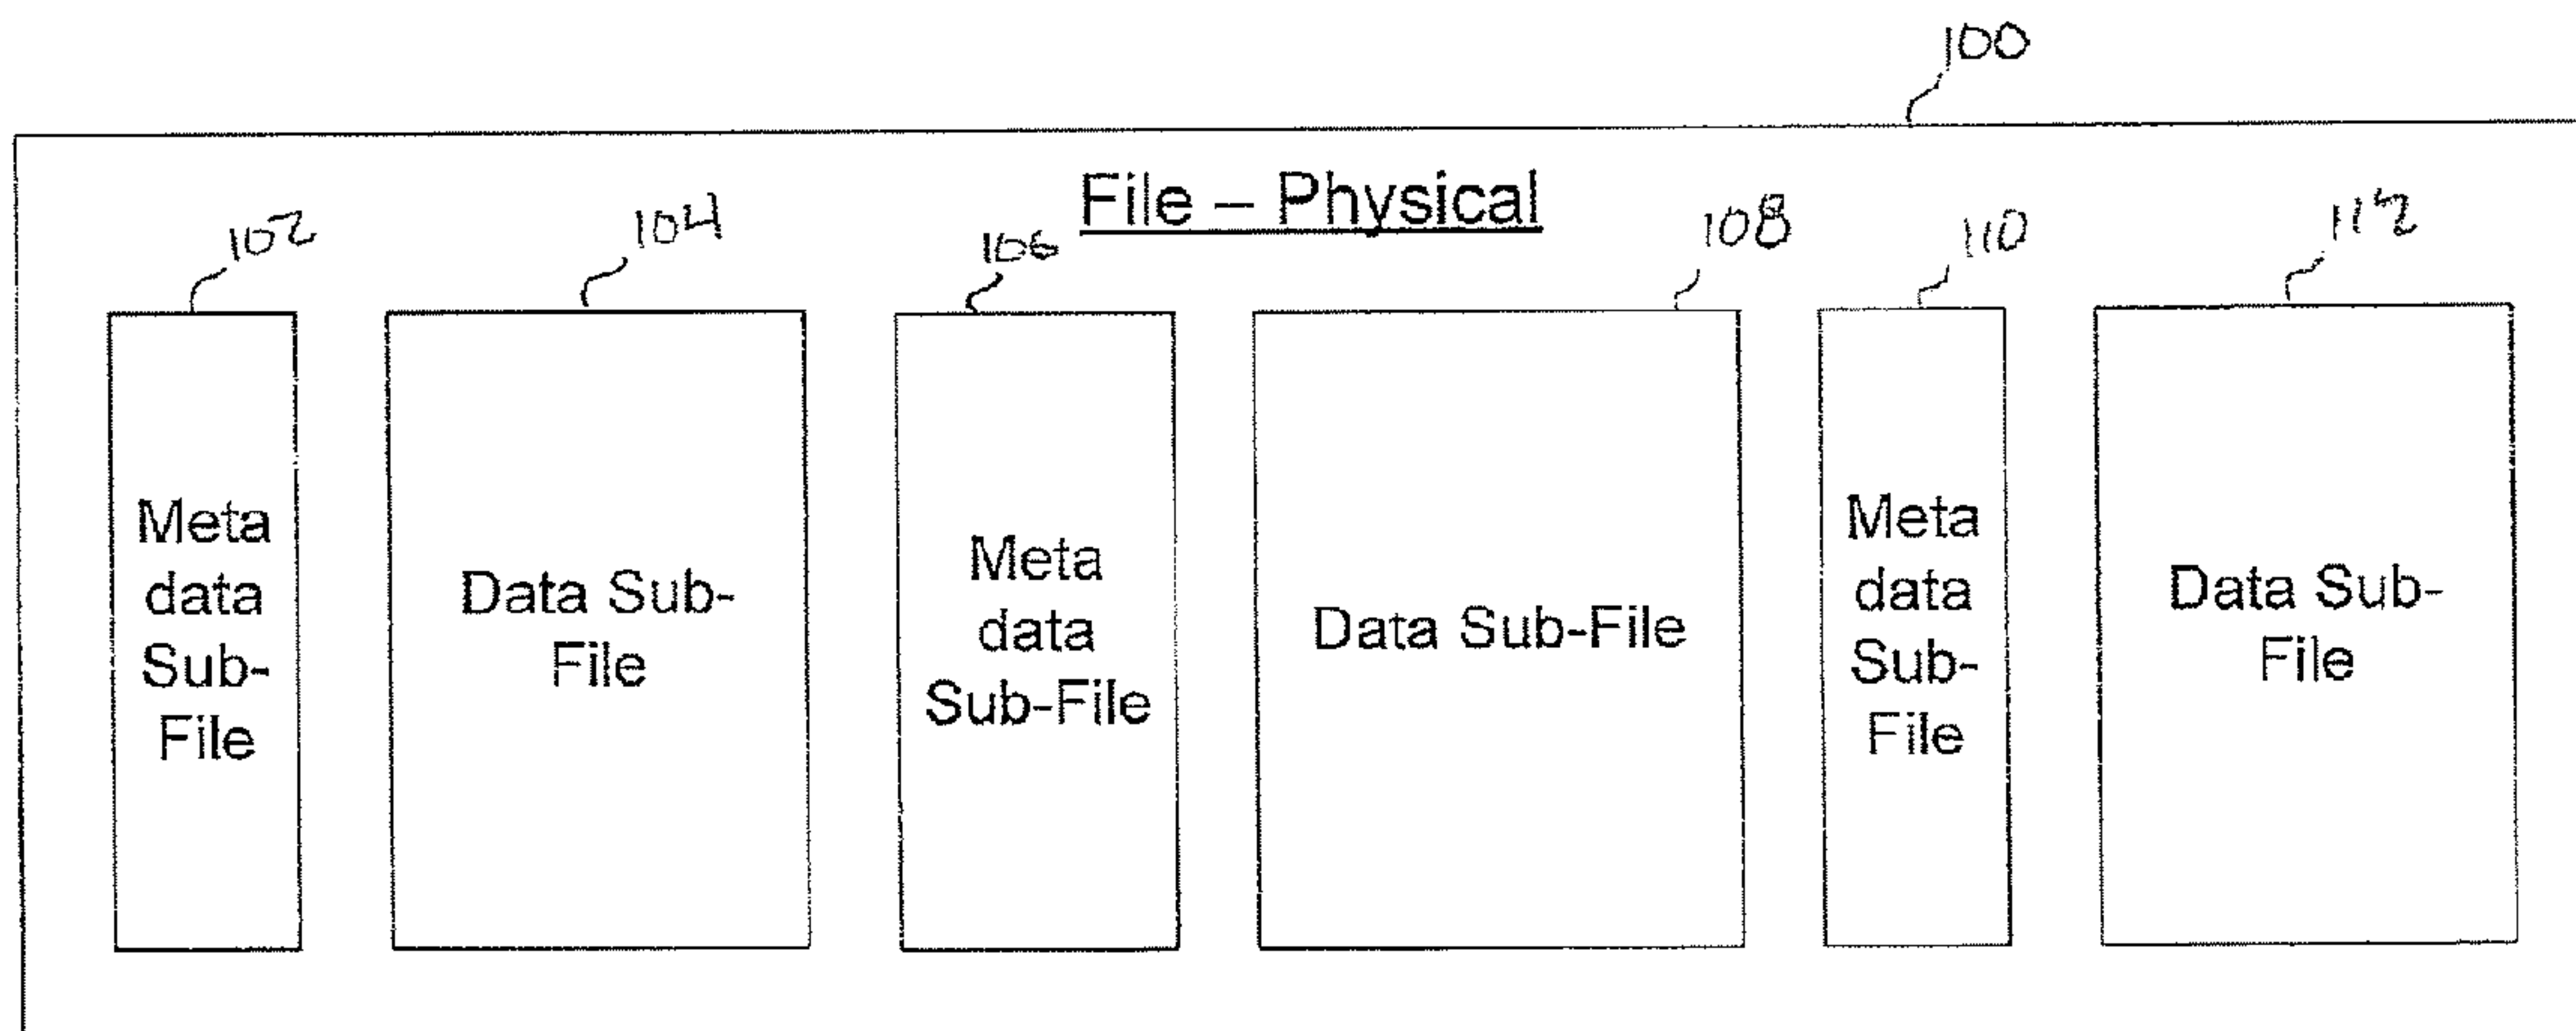 100
File – Physical
102
104
106
108
110
112
Meta
data
Sub-
File
Data Sub-
File
Meta
data
Sub-File
Data Sub-File
Meta
data
Sub-
File
Data Sub-
File